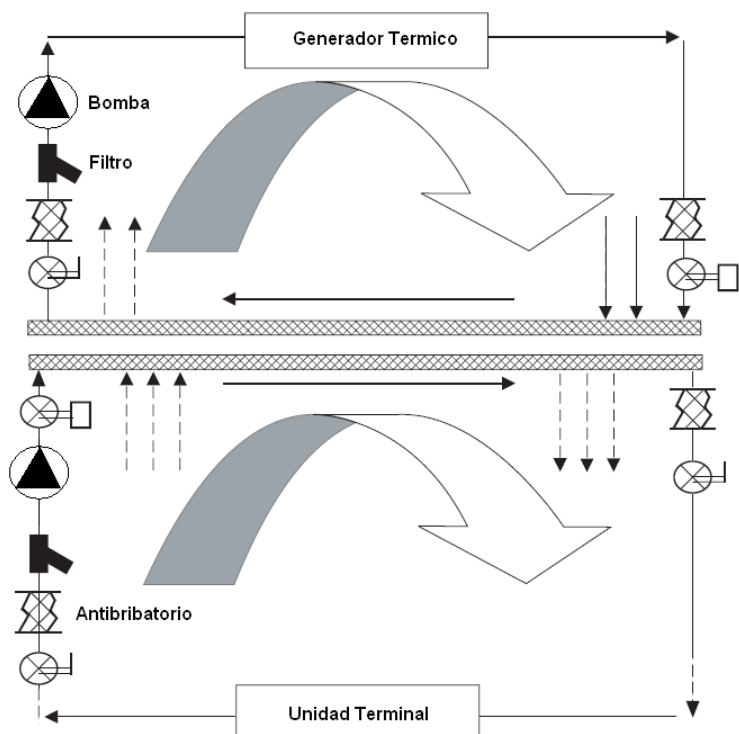 Generador Termico
Bomba
Filtro
Antibribatorio
Unidad Terminal